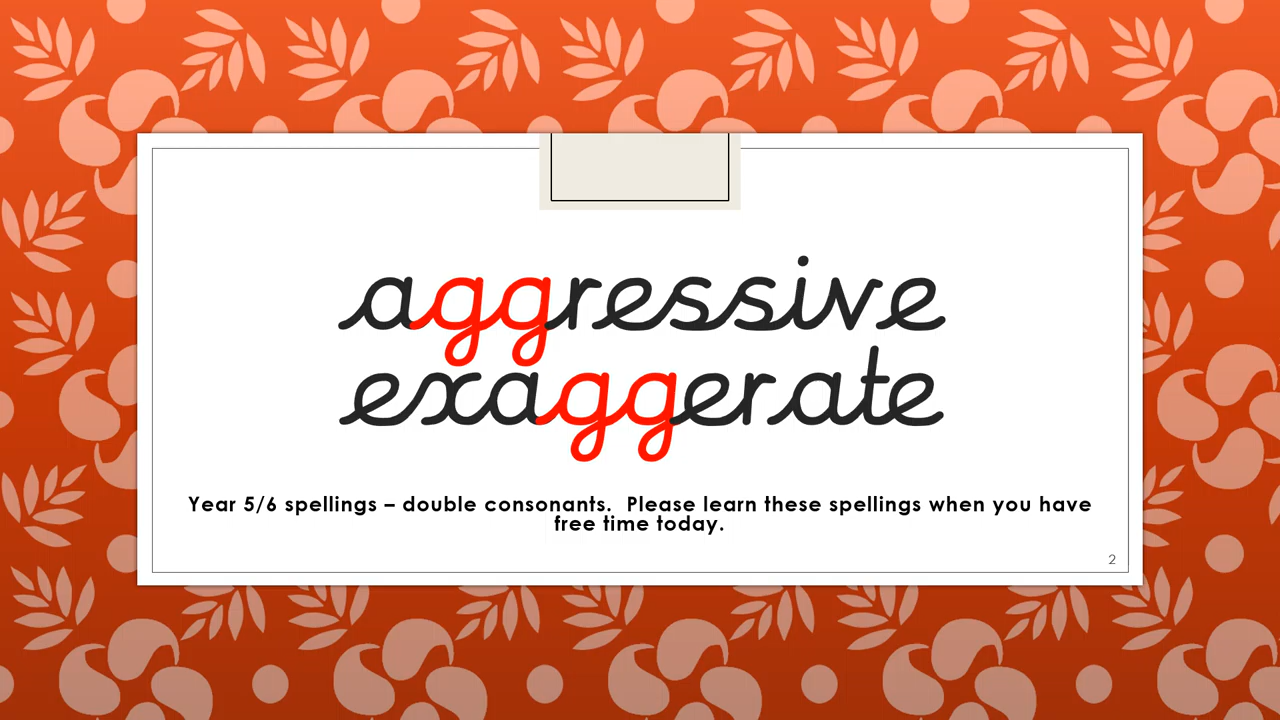 aggressive
exaggerate
Year 5/6 spellings – double consonants.  Please learn these spellings when you have
free time today.
2